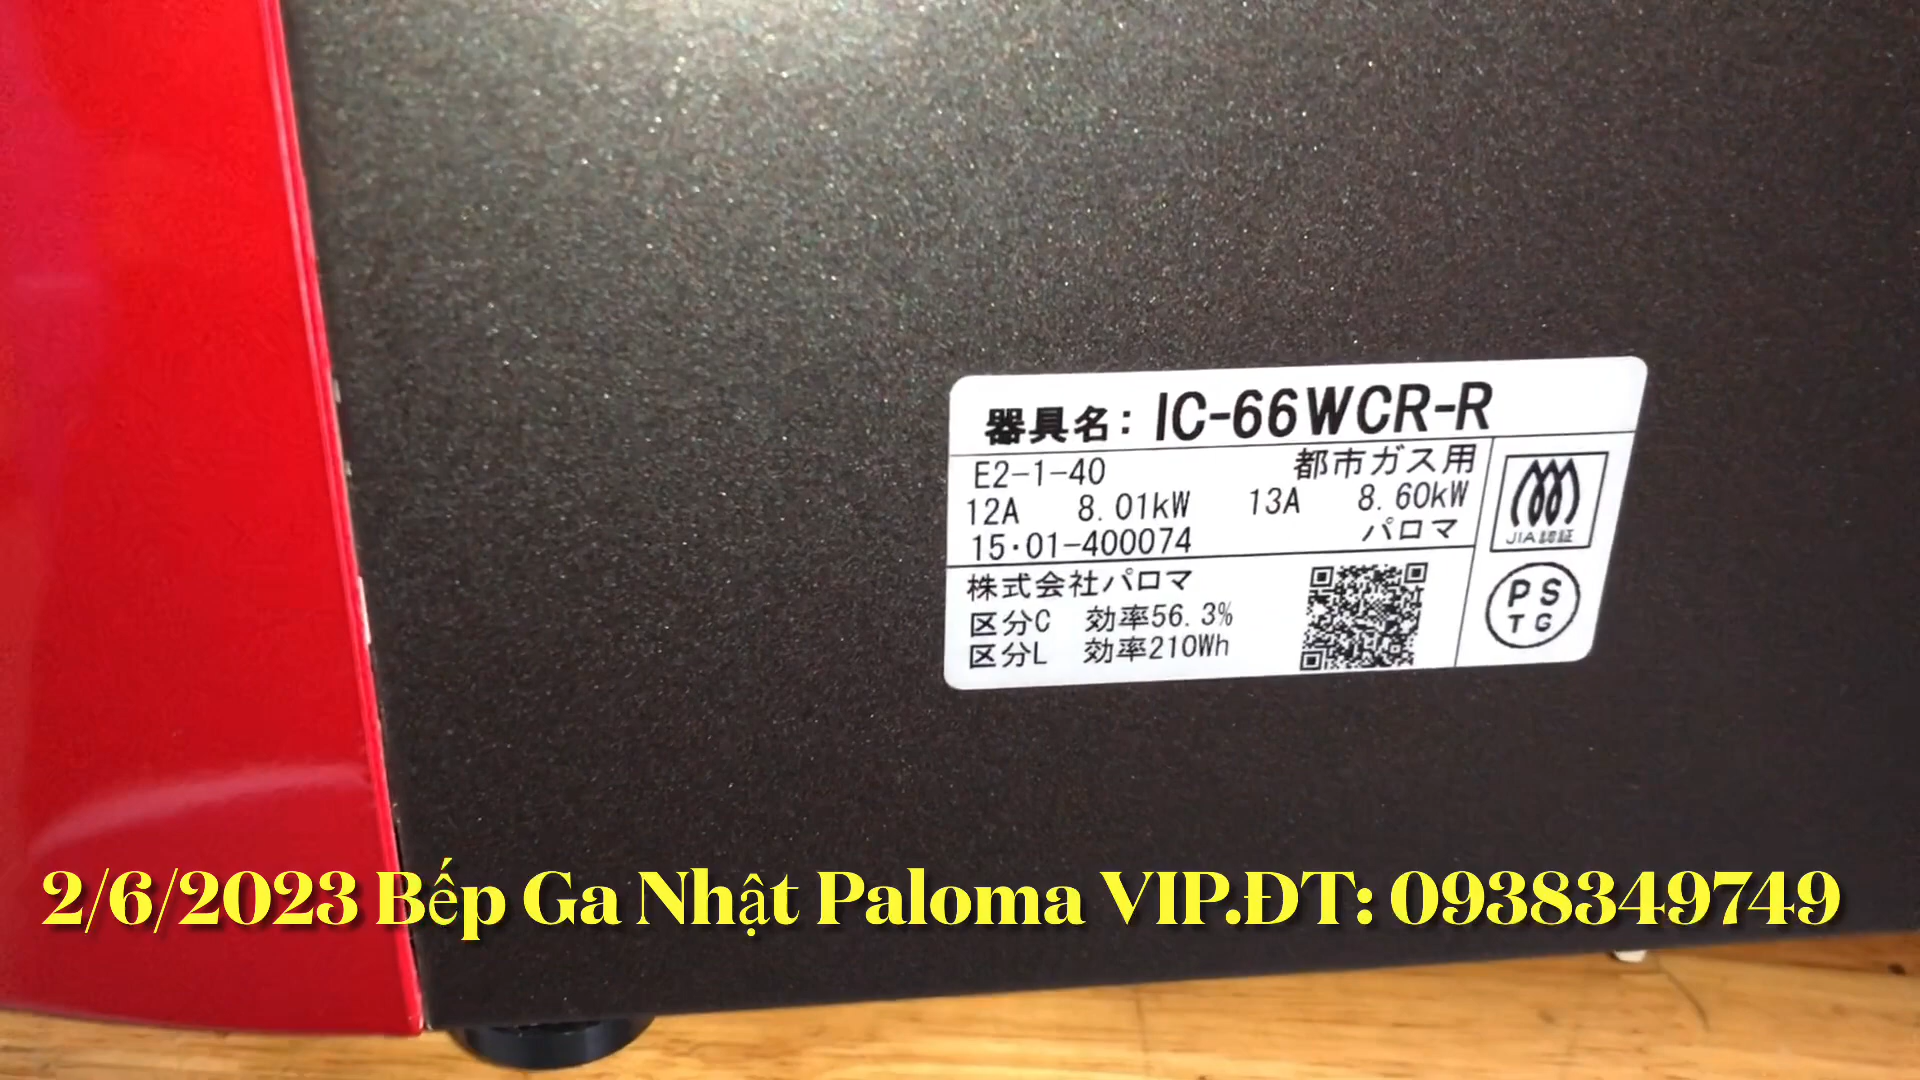 器具名: IC-66WCR-R
E2-1-40 都市ガス用
12A 8.01kW 13A 8.60kW
15・01-400074 パロマ
JIA認証
株式会社パロマ
区分C 効率56.3%
区分L 効率210Wh
PS
TG
2/6/2023 Bếp Ga Nhật Paloma VIP.ĐT: 0938349749